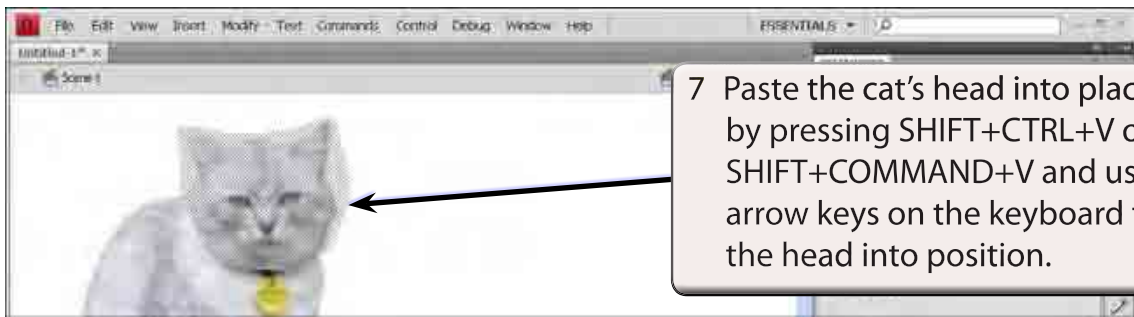 File Edit View Insert Modify Text Commands Control Debug Window Help ESSENTIALS
Untitled-1* ×
Scene 1
7 Paste the cat's head into plac
by pressing SHIFT+CTRL+V o
SHIFT+COMMAND+V and us
arrow keys on the keyboard t
the head into position.